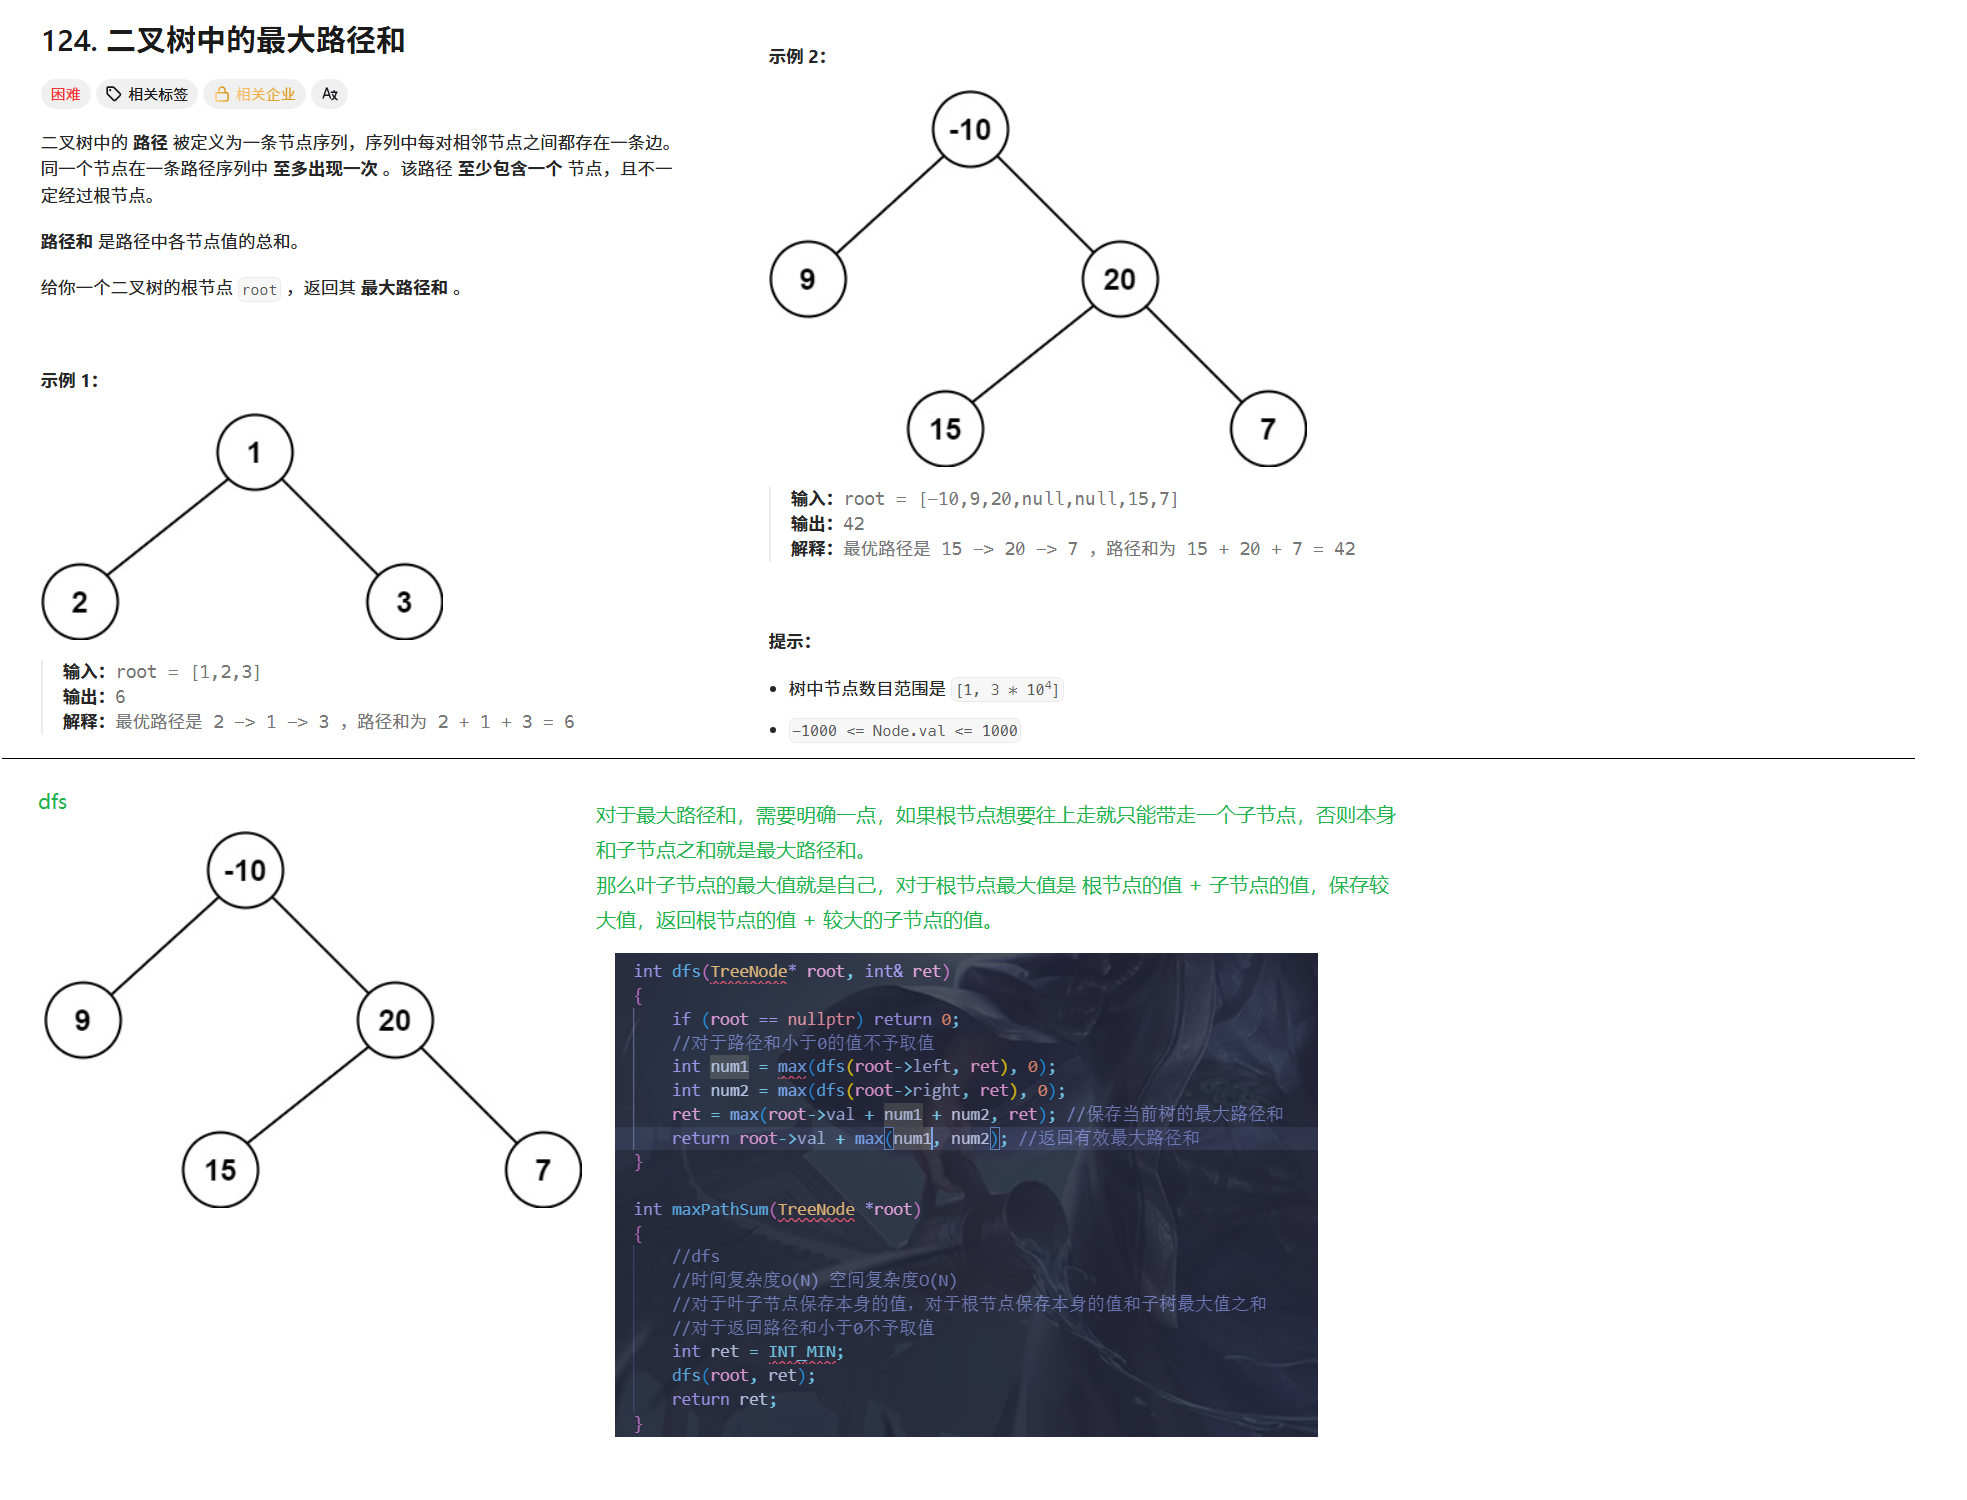 124. 二叉树中的最大路径和
困难 相关标签 相关企业
二叉树中的 路径 被定义为一条节点序列，序列中每对相邻节点之间都存在一条边。
同一个节点在一条路径序列中 至多出现一次 。该路径 至少包含一个 节点，且不一
定经过根节点。
路径和 是路径中各节点值的总和。
给你一个二叉树的根节点 root ，返回其 最大路径和 。
示例 1：
1
2
3
输入：root = [1,2,3]
输出：6
解释：最优路径是 2 -> 1 -> 3 ，路径和为 2 + 1 + 3 = 6
示例 2：
-10
9
20
15
7
输入：root = [-10,9,20,null,null,15,7]
输出：42
解释：最优路径是 15 -> 20 -> 7 ，路径和为 15 + 20 + 7 = 42
提示：
• 树中节点数目范围是 [1, 3 * 10⁴]
• -1000 <= Node.val <= 1000
dfs
-10
9
20
15
7
对于最大路径和，需要明确一点，如果根节点想要往上走就只能带走一个子节点，否则本身
和子节点之和就是最大路径和。
那么叶子节点的最大值就是自己，对于根节点最大值是 根节点的值 + 子节点的值，保存较
大值，返回根节点的值 + 较大的子节点的值。
int dfs(TreeNode* root, int& ret)
{
if (root == nullptr) return 0;
//对于路径和小于0的值不予取值
int num1 = max(dfs(root->left, ret), 0);
int num2 = max(dfs(root->right, ret), 0);
ret = max(root->val + num1 + num2, ret); //保存当前树的最大路径和
return root->val + max(num1, num2); //返回有效最大路径和
}
int maxPathSum(TreeNode *root)
{
//dfs
//时间复杂度O(N) 空间复杂度O(N)
//对于叶子节点保存本身的值，对于根节点保存本身的值和子树最大值之和
//对于返回路径和小于0不予取值
int ret = INT_MIN;
dfs(root, ret);
return ret;
}